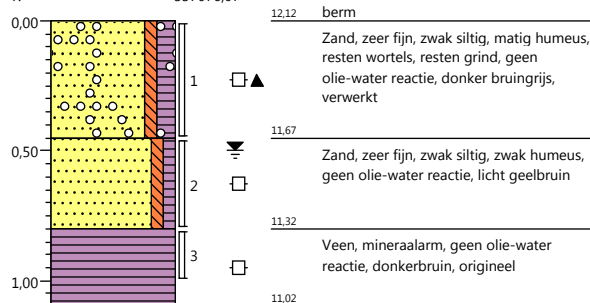 berm
12,12
0,00
Zand, zeer fijn, zwak siltig, matig humeus,
resten wortels, resten grind, geen
olie-water reactie, donker bruingrijs,
verwerkt
1
11,67
0,50
Zand, zeer fijn, zwak siltig, zwak humeus,
geen olie-water reactie, licht geelbruin
2
11,32
Veen, mineraalarm, geen olie-water
reactie, donkerbruin, origineel
3
1,00
11,02